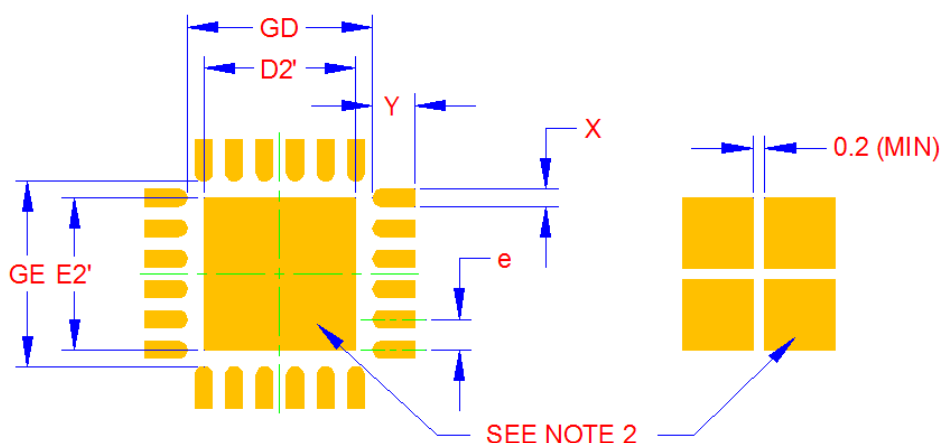 GD
D2'
Y
X
0.2 (MIN)
GE
E2'
e
SEE NOTE 2